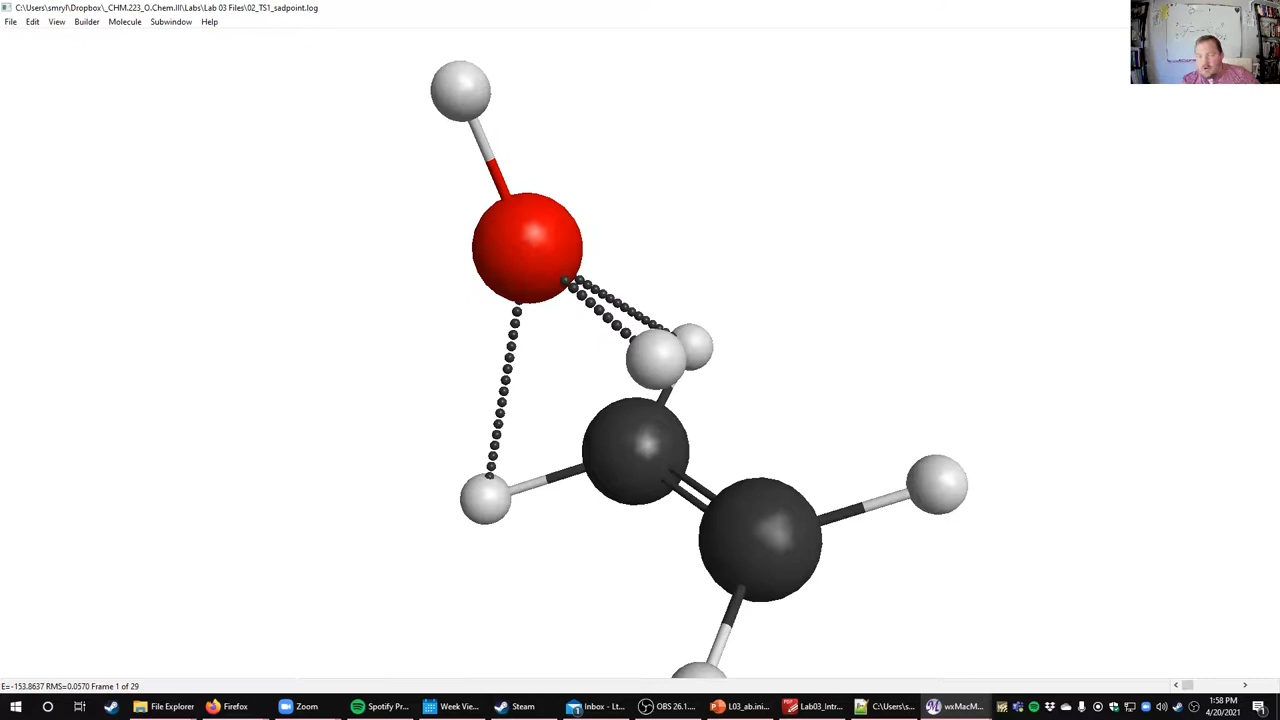 C:\Users\smryl\Dropbox\_CHM.223_O.Chem.III\Labs\Lab 03 Files\02_TS1_sadpoint.log
File Edit View Builder Molecule Subwindow Help
E=-153.8637 RMS=0.0570 Frame 1 of 29
File Explorer Firefox Zoom Spotify Pr... Week View... Steam Inbox - Lt... OBS 26.1.... L03_ab.ini... Lab03_Intr... C:\Users\s... wxMacM...
1:58 PM
4/20/2021